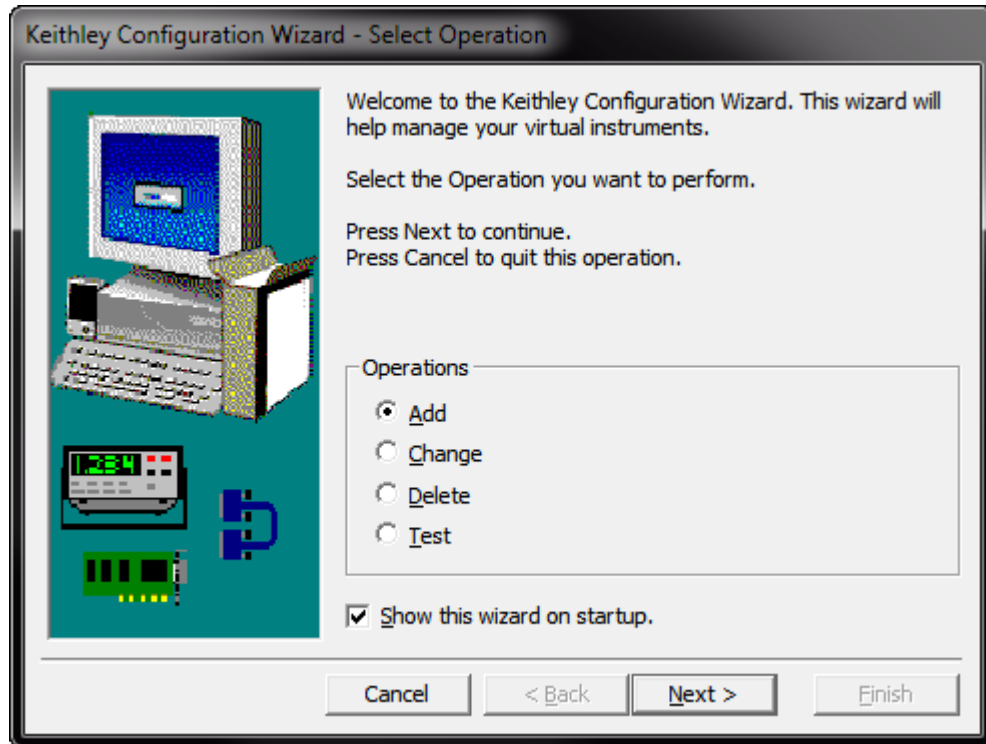 Keithley Configuration Wizard - Select Operation
Welcome to the Keithley Configuration Wizard. This wizard will
help manage your virtual instruments.
Select the Operation you want to perform.
Press Next to continue.
Press Cancel to quit this operation.
Operations
Add
Change
Delete
Test
Show this wizard on startup.
1.234
Cancel
< Back
Next >
Finish